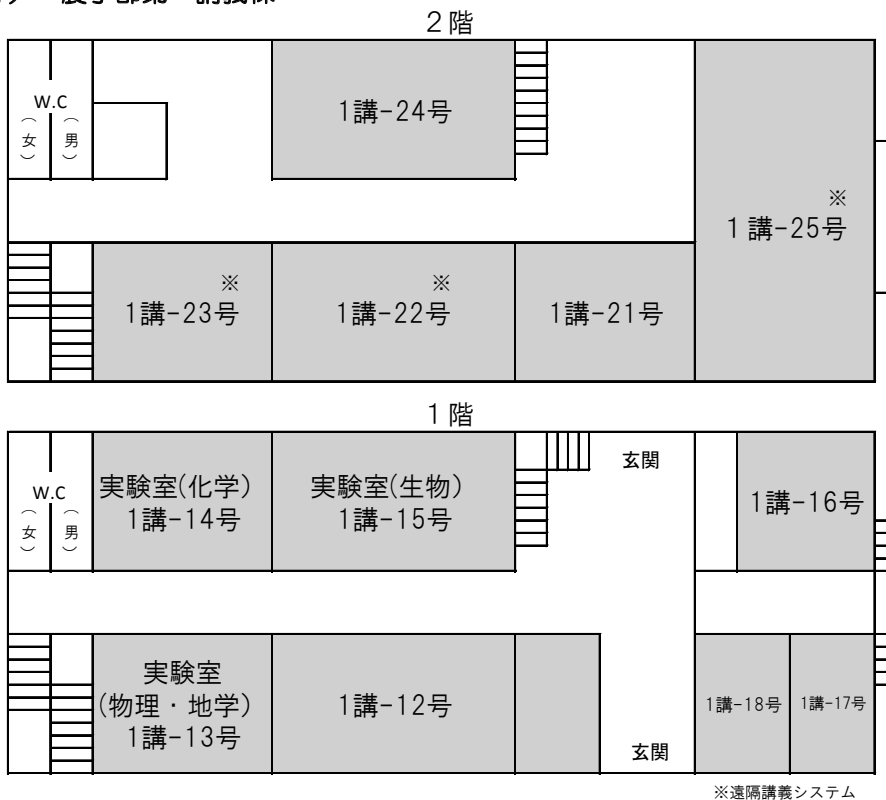 2階
W.C
(女)
(男)
1講-24号
※
1講-25号
※
1講-23号
※
1講-22号
1講-21号
1階
W.C
(女)
(男)
実験室(化学)
1講-14号
実験室(生物)
1講-15号
玄関
1講-16号
実験室
(物理・地学)
1講-13号
1講-12号
玄関
1講-18号
1講-17号
※遠隔講義システム